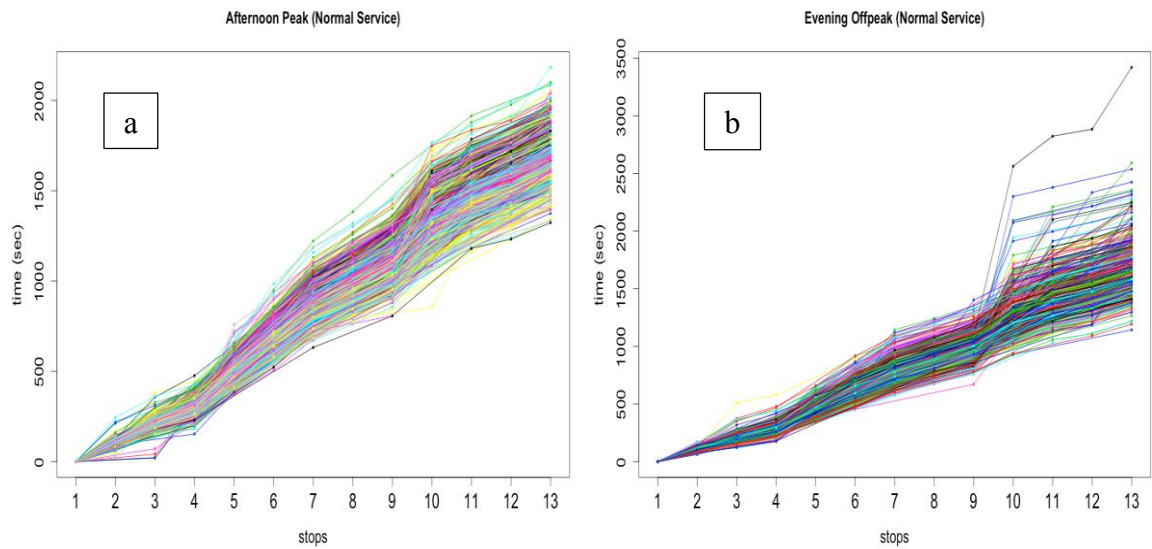 Afternoon Peak (Normal Service)
a
time (sec)
2000
1500
1000
500
0
1 2 3 4 5 6 7 8 9 10 11 12 13
stops
Evening Offpeak (Normal Service)
b
time (sec)
3500
3000
2500
2000
1500
1000
500
0
1 2 3 4 5 6 7 8 9 10 11 12 13
stops